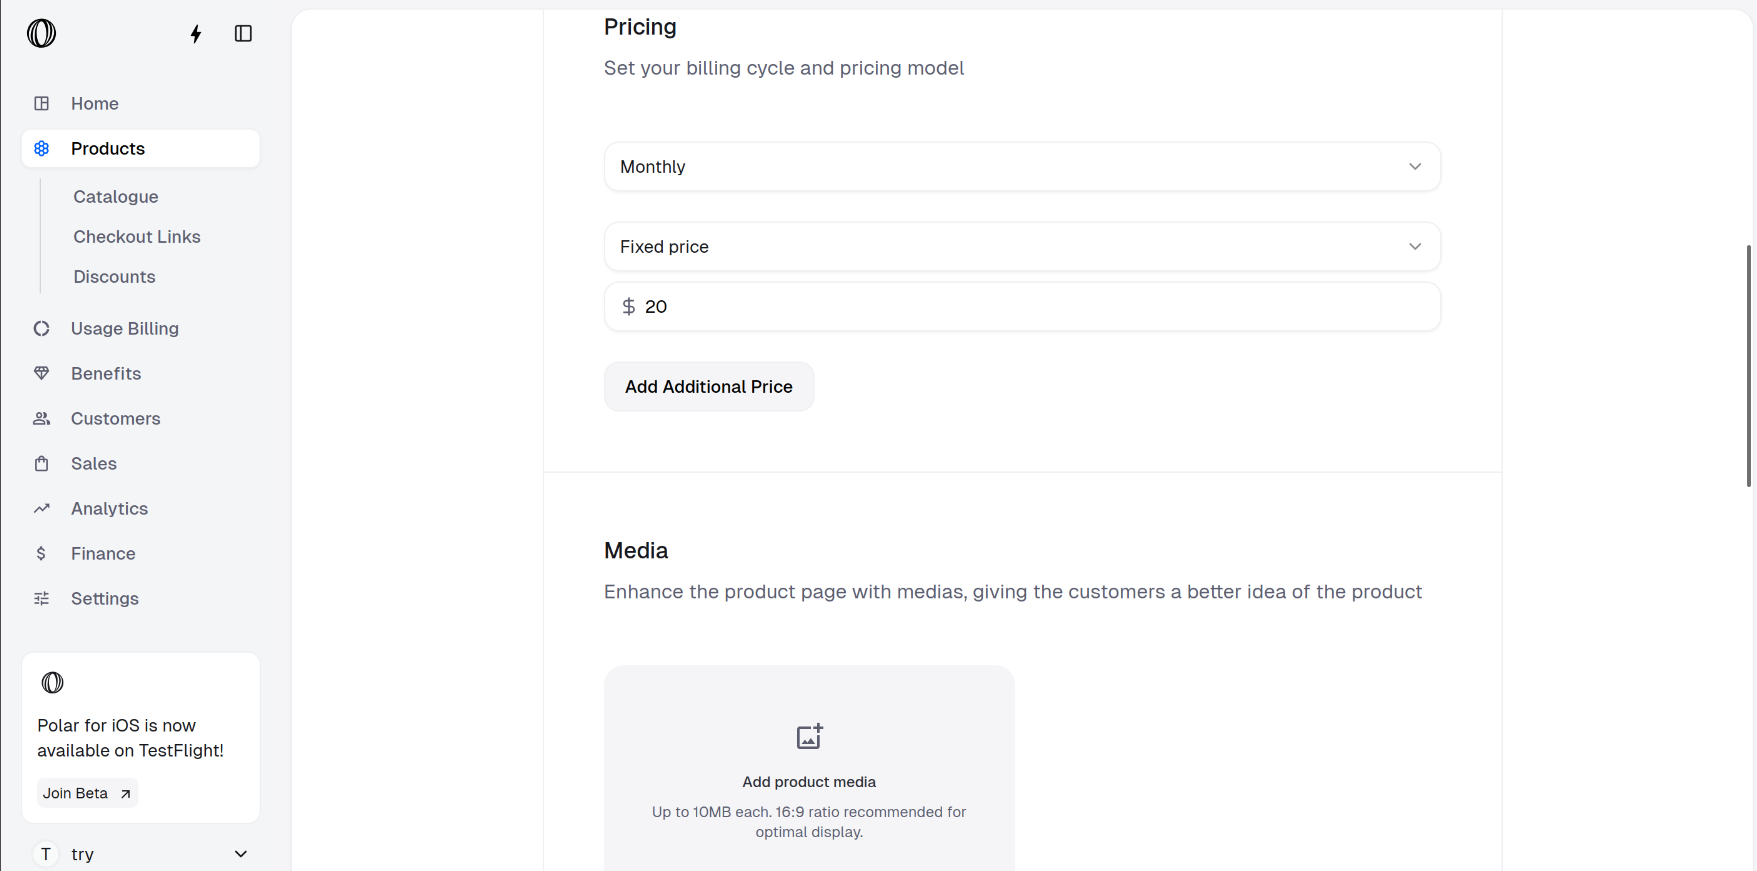 Home
Products
Catalogue
Checkout Links
Discounts
Usage Billing
Benefits
Customers
Sales
Analytics
Finance
Settings
Polar for iOS is now
available on TestFlight!
Join Beta
T try
Pricing
Set your billing cycle and pricing model
Monthly
Fixed price
$ 20
Add Additional Price
Media
Enhance the product page with medias, giving the customers a better idea of the product
Add product media
Up to 10MB each. 16:9 ratio recommended for
optimal display.